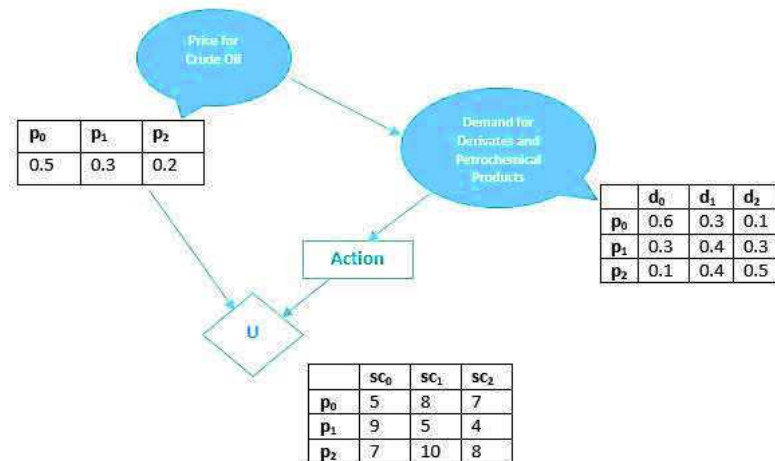 Price for
Crude Oil
p₀ p₁ p₂
0.5 0.3 0.2
Demand for
Derivates and
Petrochemical
Products
d₀ d₁ d₂
p₀ 0.6 0.3 0.1
p₁ 0.3 0.4 0.3
p₂ 0.1 0.4 0.5
Action
U
sc₀ sc₁ sc₂
p₀ 5 8 7
p₁ 9 5 4
p₂ 7 10 8